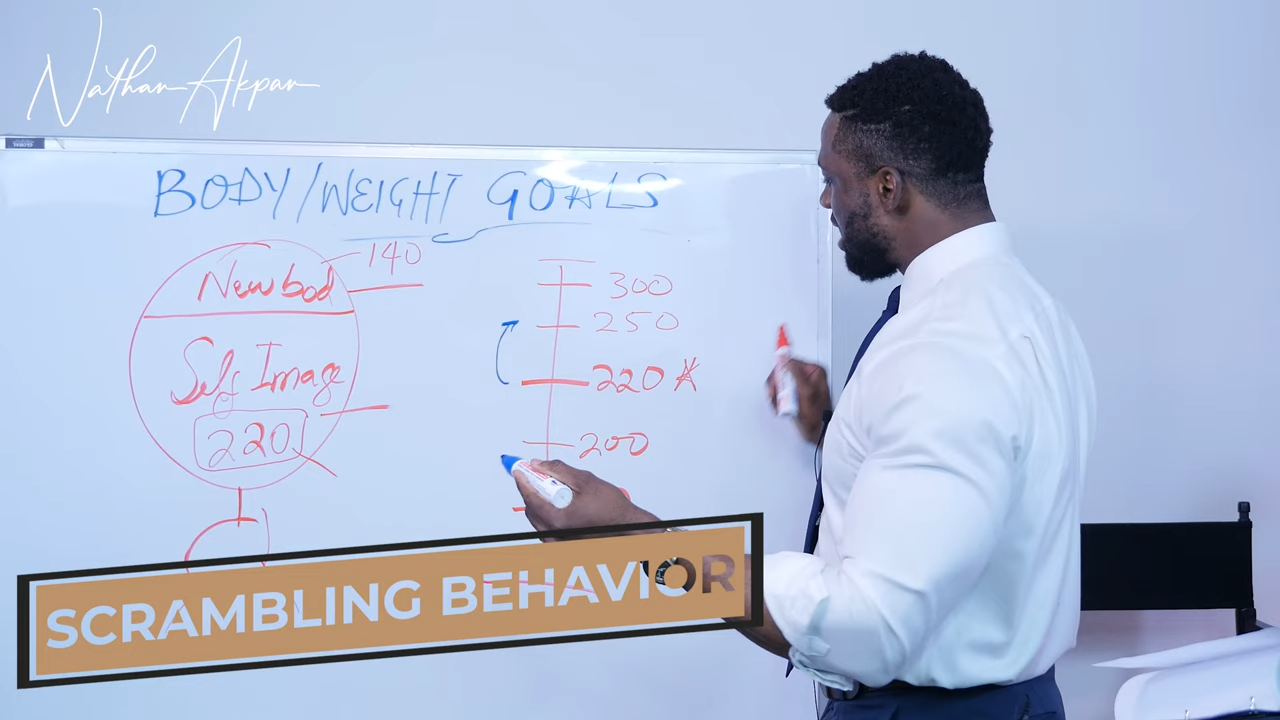 Nathan Akpan
BODY/WEIGHT GOALS
New bod
140
Self Image
220
300
250
220
200
SCRAMBLING BEHAVIOR